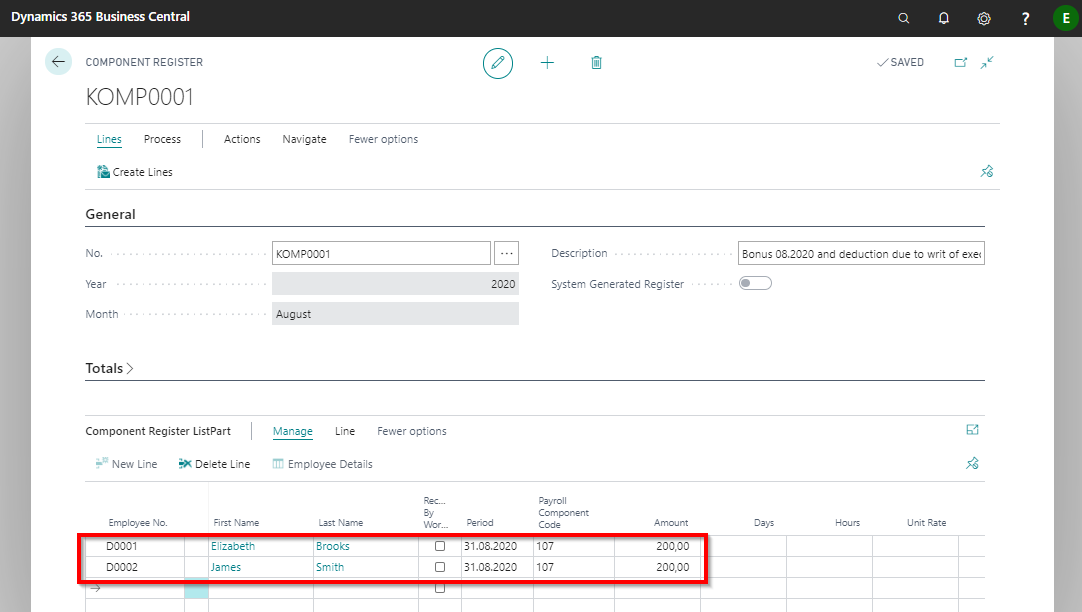 Dynamics 365 Business Central
? E
COMPONENT REGISTER
SAVED
KOMP0001
Lines Process Actions Navigate Fewer options
Create Lines
General
No. KOMP0001 ··· Description Bonus 08.2020 and deduction due to writ of exec
Year 2020 System Generated Register
Month August
Totals
Component Register ListPart Manage Line Fewer options
New Line Delete Line Employee Details
Employee No. First Name Last Name Rec... By Wor... Period Payroll Component Code Amount Days Hours Unit Rate
D0001 Elizabeth Brooks 31.08.2020 107 200,00
D0002 James Smith 31.08.2020 107 200,00